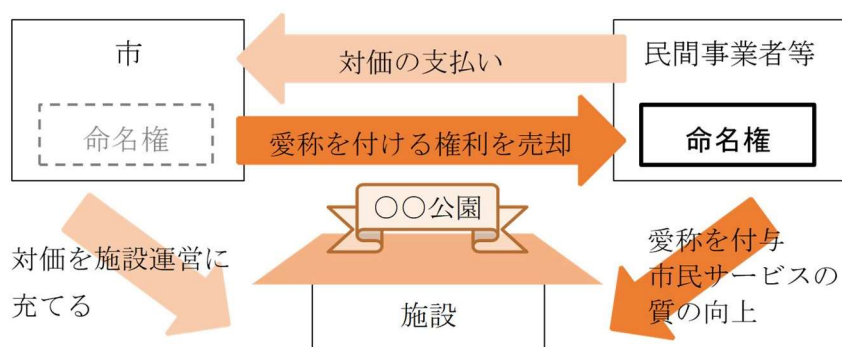 市
民間事業者等
対価の支払い
命名権
愛称を付ける権利を売却
命名権
〇〇公園
対価を施設運営に
充てる
愛称を付与
市民サービスの
質の向上
施設